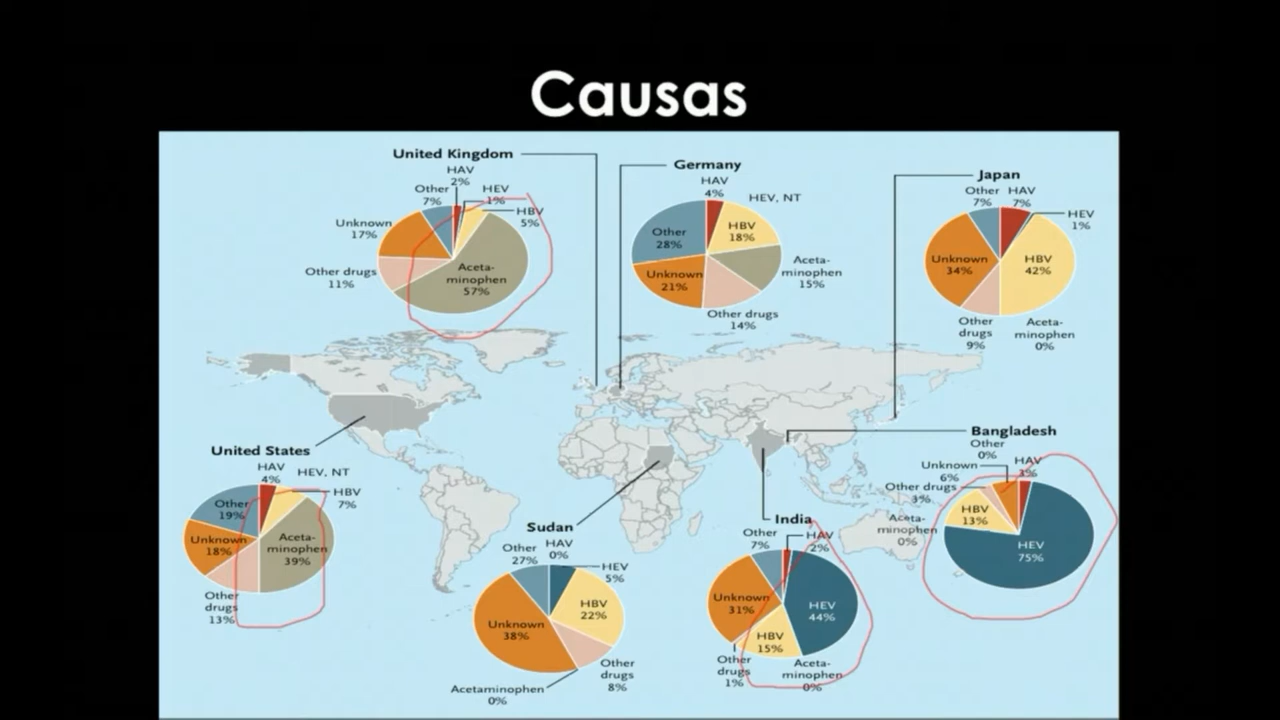 Causas
United Kingdom
HAV
2%
HEV
1%
HBV
5%
Aceta-
minophen
57%
Other drugs
11%
Unknown
17%
Other
7%
Germany
HAV
4%
HEV, NT
HBV
18%
Aceta-
minophen
15%
Other drugs
14%
Unknown
21%
Other
28%
Japan
Other
7%
HAV
7%
HEV
1%
HBV
42%
Aceta-
minophen
0%
Other
drugs
9%
Unknown
34%
United States
HAV
4%
HEV, NT
HBV
7%
Aceta-
minophen
39%
Other
drugs
13%
Unknown
18%
Other
19%
Sudan
Other
27%
HAV
0%
HEV
5%
HBV
22%
Other
drugs
8%
Acetaminophen
0%
Unknown
38%
India
Other
7%
HAV
2%
HEV
44%
Aceta-
minophen
0%
HBV
15%
Other
drugs
1%
Unknown
31%
Bangladesh
Other
0%
HAV
3%
Unknown
6%
Other drugs
3%
HBV
13%
Aceta-
minophen
0%
HEV
75%